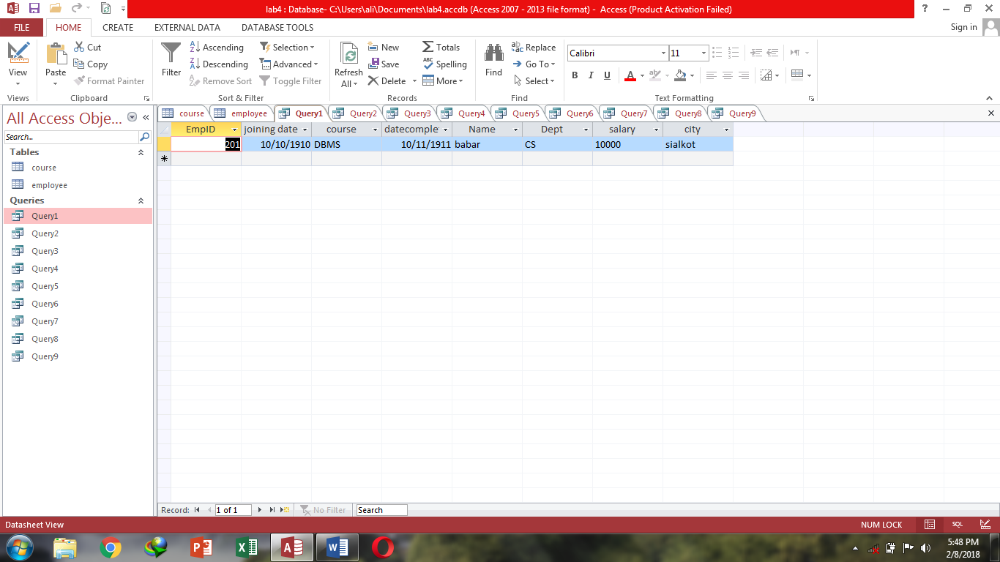 lab4 : Database- C:\Users\ali\Documents\lab4.accdb (Access 2007 - 2013 file format) - Access (Product Activation Failed)
FILE HOME CREATE EXTERNAL DATA DATABASE TOOLS Sign in
View
Views
Paste
Cut
Copy
Format Painter
Clipboard
Filter
Ascending
Descending
Remove Sort
Selection
Advanced
Toggle Filter
Sort & Filter
Refresh
All
New
Save
Delete
Totals
Spelling
More
Records
Find
Replace
Go To
Select
Find
Calibri 11
B I U A
Text Formatting
All Access Obje...
Search...
Tables
course
employee
Queries
Query1
Query2
Query3
Query4
Query5
Query6
Query7
Query8
Query9
course employee Query1 Query2 Query3 Query4 Query5 Query6 Query7 Query8 Query9
EmpID joining date course datecomple Name Dept salary city
201 10/10/1910 DBMS 10/11/1911 babar CS 10000 sialkot
Record: 1 of 1 No Filter Search
Datasheet View NUM LOCK SQL
5:48 PM
2/8/2018